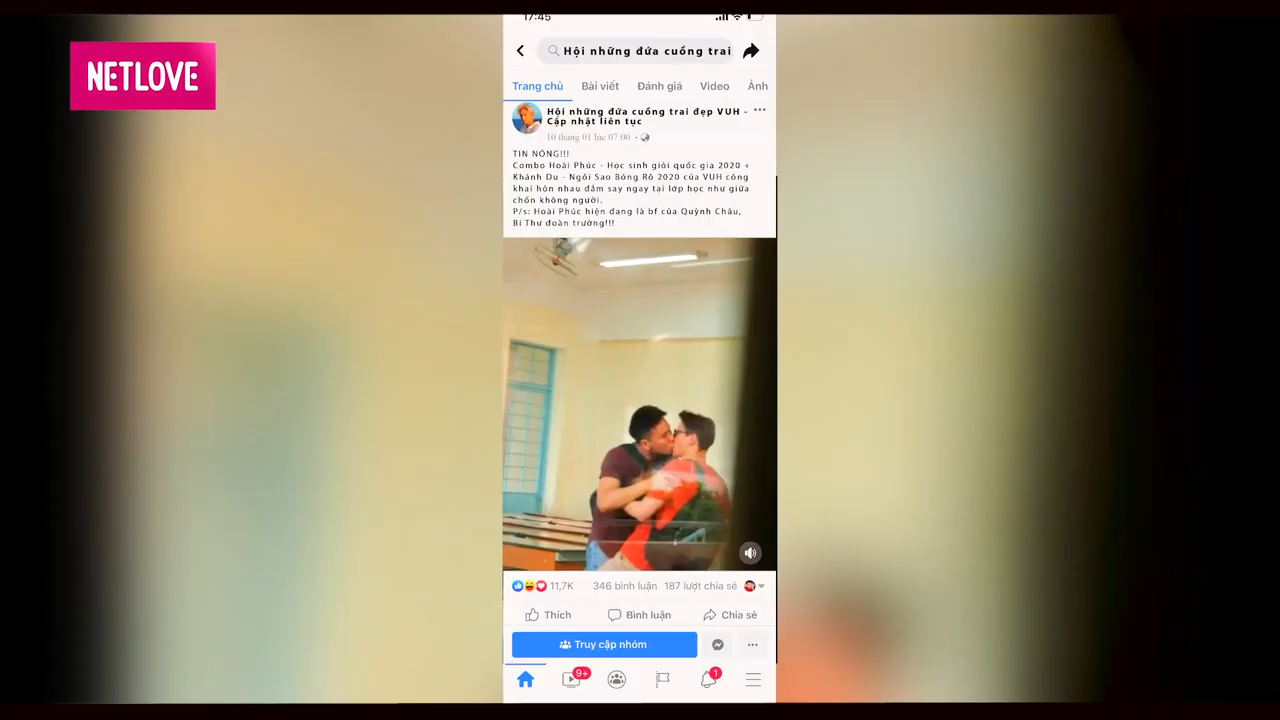 17:45
NETLOVE
Hội những đứa cuồng trai
Trang chủ Bài viết Đánh giá Video Ảnh
Hội những đứa cuồng trai đẹp VUH -
Cập nhật liên tục
10 tháng 01 lúc 07:00
TIN NÓNG!!!
Combo Hoài Phúc - Học sinh giỏi quốc gia 2020 +
Khánh Du - Ngôi Sao Bóng Rổ 2020 của VUH công
khai hôn nhau đắm say ngay tại lớp học như giữa
chốn không người.
P/s: Hoài Phúc hiện đang là bf của Quỳnh Châu,
Bí Thư đoàn trường!!!
11,7K 346 bình luận 187 lượt chia sẻ
Thích Bình luận Chia sẻ
Truy cập nhóm
9+ 1